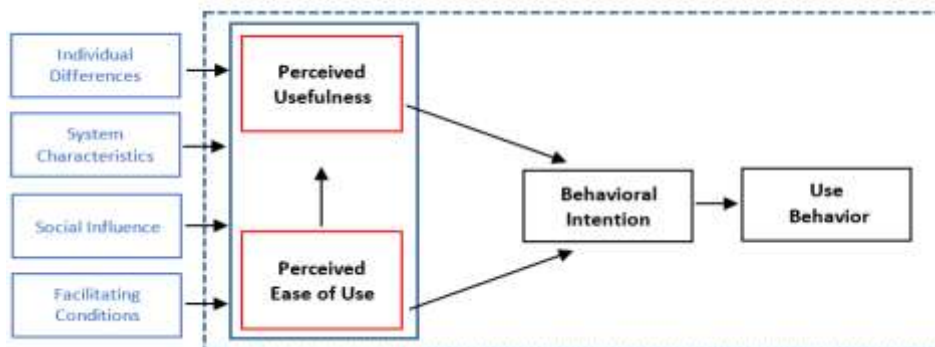 Individual
Differences
System
Characteristics
Social Influence
Facilitating
Conditions
Perceived
Usefulness
Perceived
Ease of Use
Behavioral
Intention
Use
Behavior